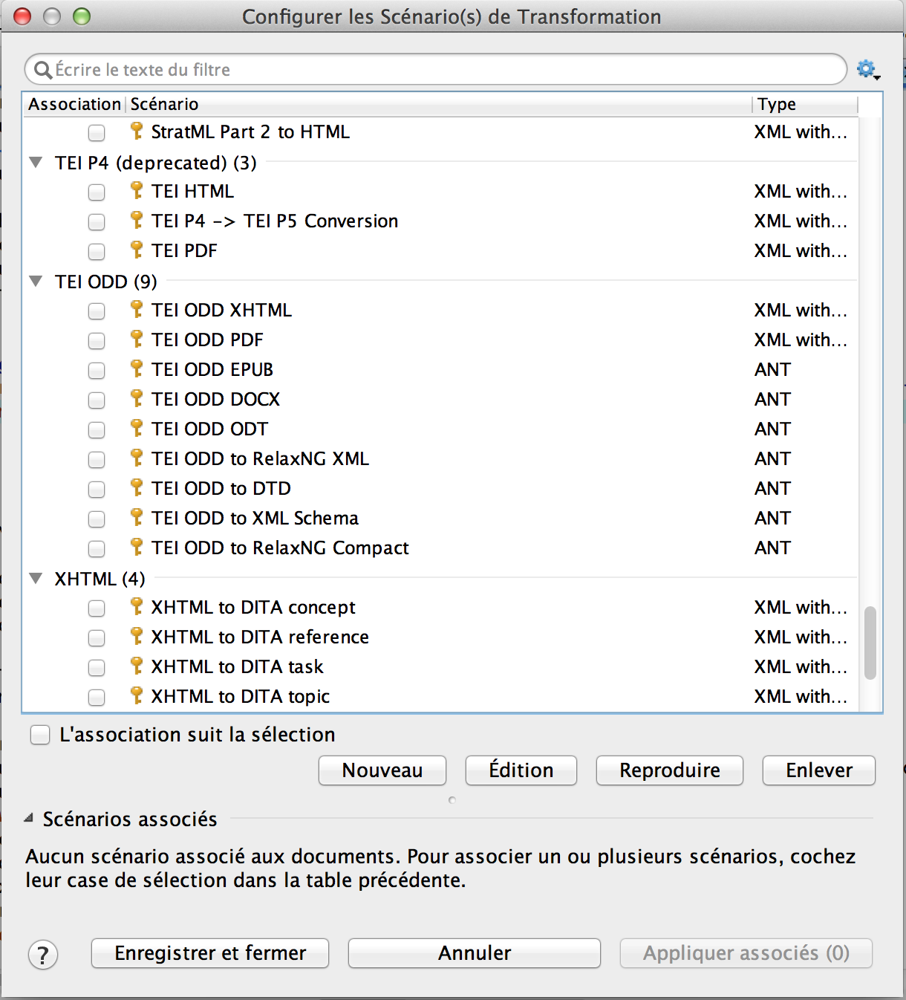 Configurer les Scénario(s) de Transformation
Écrire le texte du filtre
Association Scénario Type
StratML Part 2 to HTML XML with...
TEI P4 (deprecated) (3)
TEI HTML XML with...
TEI P4 -> TEI P5 Conversion XML with...
TEI PDF XML with...
TEI ODD (9)
TEI ODD XHTML XML with...
TEI ODD PDF XML with...
TEI ODD EPUB ANT
TEI ODD DOCX ANT
TEI ODD ODT ANT
TEI ODD to RelaxNG XML ANT
TEI ODD to DTD ANT
TEI ODD to XML Schema ANT
TEI ODD to RelaxNG Compact ANT
XHTML (4)
XHTML to DITA concept XML with...
XHTML to DITA reference XML with...
XHTML to DITA task XML with...
XHTML to DITA topic XML with...
L'association suit la sélection
Nouveau Édition Reproduire Enlever
Scénarios associés
Aucun scénario associé aux documents. Pour associer un ou plusieurs scénarios, cochez
leur case de sélection dans la table précédente.
? Enregistrer et fermer Annuler Appliquer associés (0)